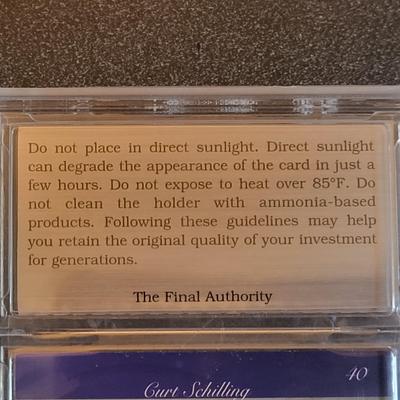 Do not place in direct sunlight. Direct sunlight
can degrade the appearance of the card in just a
few hours. Do not expose to heat over 85°F. Do
not clean the holder with ammonia-based
products. Following these guidelines may help
you retain the original quality of your investment
for generations.
The Final Authority
40
Curt Schilling